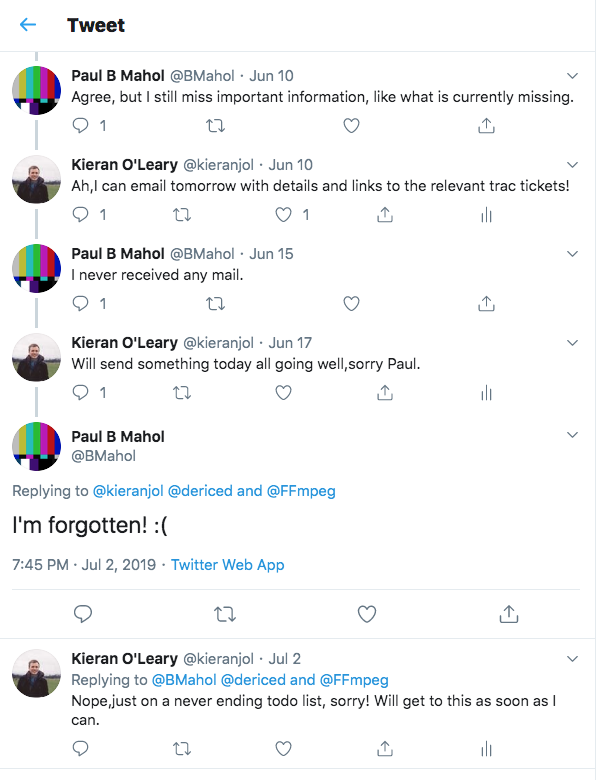 Tweet
Paul B Mahol @BMahol · Jun 10
Agree, but I still miss important information, like what is currently missing.
1
Kieran O'Leary @kieranjol · Jun 10
Ah,I can email tomorrow with details and links to the relevant trac tickets!
1 1
Paul B Mahol @BMahol · Jun 15
I never received any mail.
1
Kieran O'Leary @kieranjol · Jun 17
Will send something today all going well,sorry Paul.
1
Paul B Mahol
@BMahol
Replying to @kieranjol @dericed and @FFmpeg
I'm forgotten! :(
7:45 PM · Jul 2, 2019 · Twitter Web App
Kieran O'Leary @kieranjol · Jul 2
Replying to @BMahol @dericed and @FFmpeg
Nope,just on a never ending todo list, sorry! Will get to this as soon as I
can.